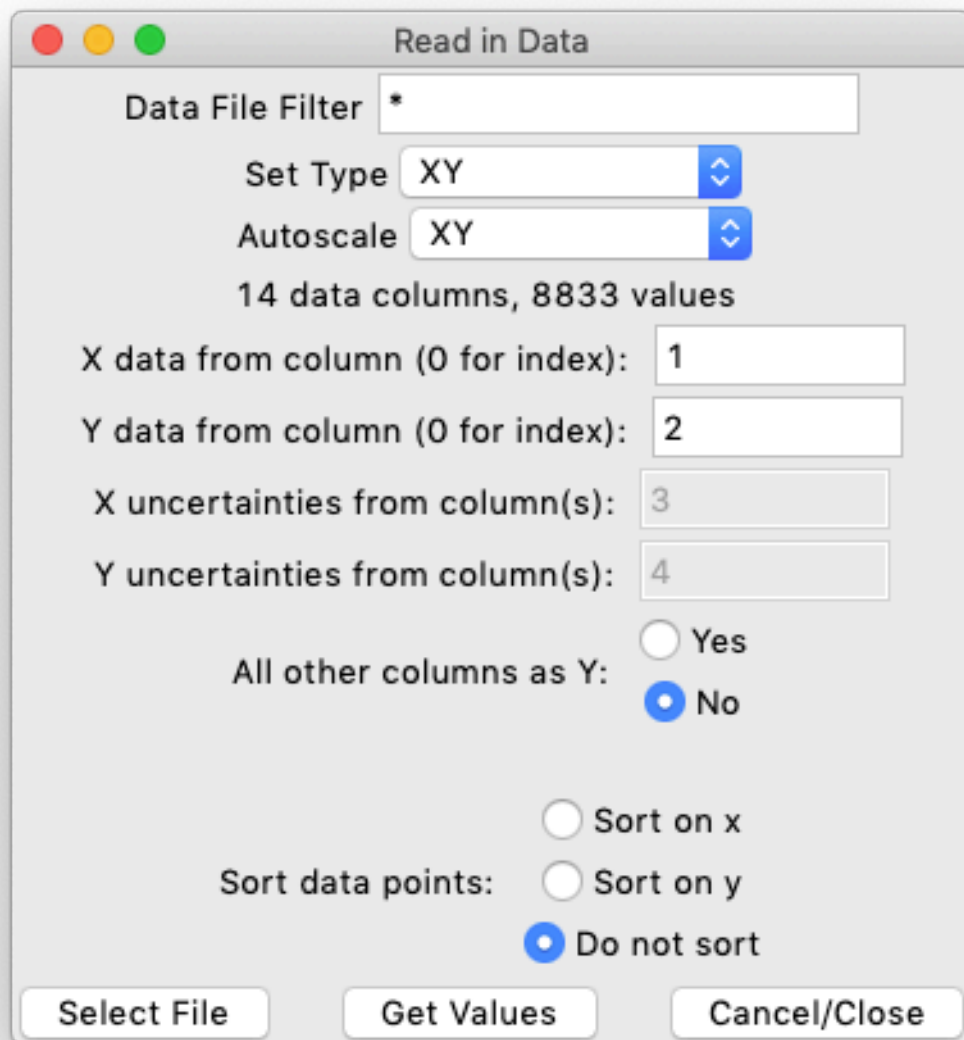 Read in Data
Data File Filter *
Set Type XY
Autoscale XY
14 data columns, 8833 values
X data from column (0 for index): 1
Y data from column (0 for index): 2
X uncertainties from column(s): 3
Y uncertainties from column(s): 4
All other columns as Y:
Yes
No
Sort data points:
Sort on x
Sort on y
Do not sort
Select File Get Values Cancel/Close